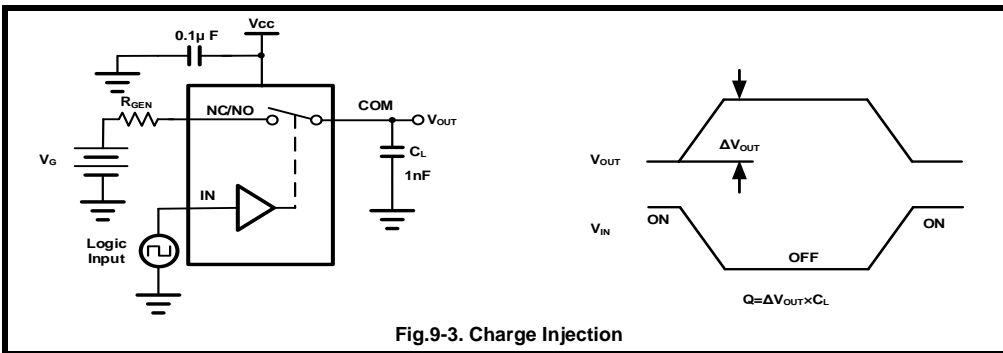 Vcc
0.1μ F
RGEN
NC/NO
COM
VOUT
VG
CL
1nF
IN
Logic
Input
VOUT
ΔVOUT
VIN
ON
OFF
ON
Q=ΔVOUT×CL
Fig.9-3. Charge Injection